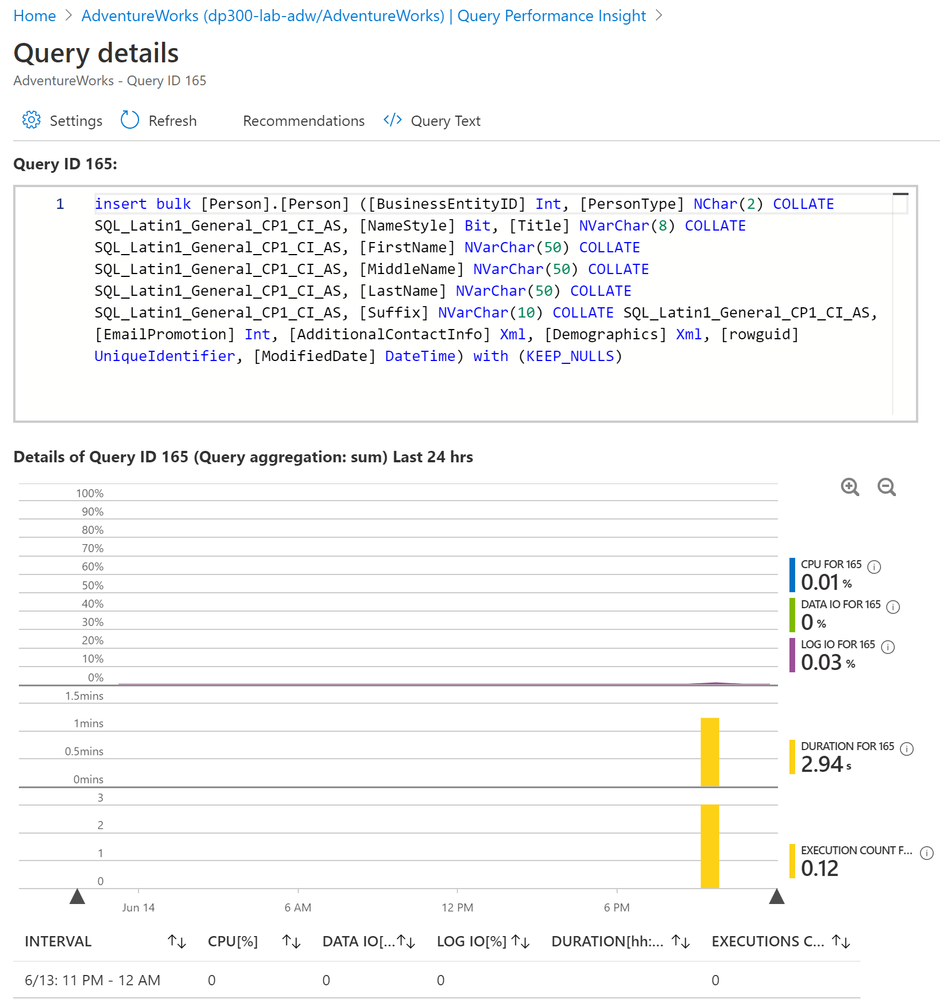 Home > AdventureWorks (dp300-lab-adw/AdventureWorks) | Query Performance Insight >
Query details
AdventureWorks - Query ID 165
Settings Refresh Recommendations </> Query Text
Query ID 165:
1 insert bulk [Person].[Person] ([BusinessEntityID] Int, [PersonType] NChar(2) COLLATE
SQL_Latin1_General_CP1_CI_AS, [NameStyle] Bit, [Title] NVarChar(8) COLLATE
SQL_Latin1_General_CP1_CI_AS, [FirstName] NVarChar(50) COLLATE
SQL_Latin1_General_CP1_CI_AS, [MiddleName] NVarChar(50) COLLATE
SQL_Latin1_General_CP1_CI_AS, [LastName] NVarChar(50) COLLATE
SQL_Latin1_General_CP1_CI_AS, [Suffix] NVarChar(10) COLLATE SQL_Latin1_General_CP1_CI_AS,
[EmailPromotion] Int, [AdditionalContactInfo] Xml, [Demographics] Xml, [rowguid]
UniqueIdentifier, [ModifiedDate] DateTime) with (KEEP_NULLS)
Details of Query ID 165 (Query aggregation: sum) Last 24 hrs
100%
90%
80%
70%
60%
50%
40%
30%
20%
10%
0%
1.5mins
1mins
0.5mins
0mins
3
2
1
0
Jun 14 6 AM 12 PM 6 PM
CPU FOR 165
0.01 %
DATA IO FOR 165
0 %
LOG IO FOR 165
0.03 %
DURATION FOR 165
2.94 s
EXECUTION COUNT F...
0.12
INTERVAL CPU[%] DATA IO[... LOG IO[%] DURATION[hh:... EXECUTIONS C...
6/13: 11 PM - 12 AM 0 0 0 0